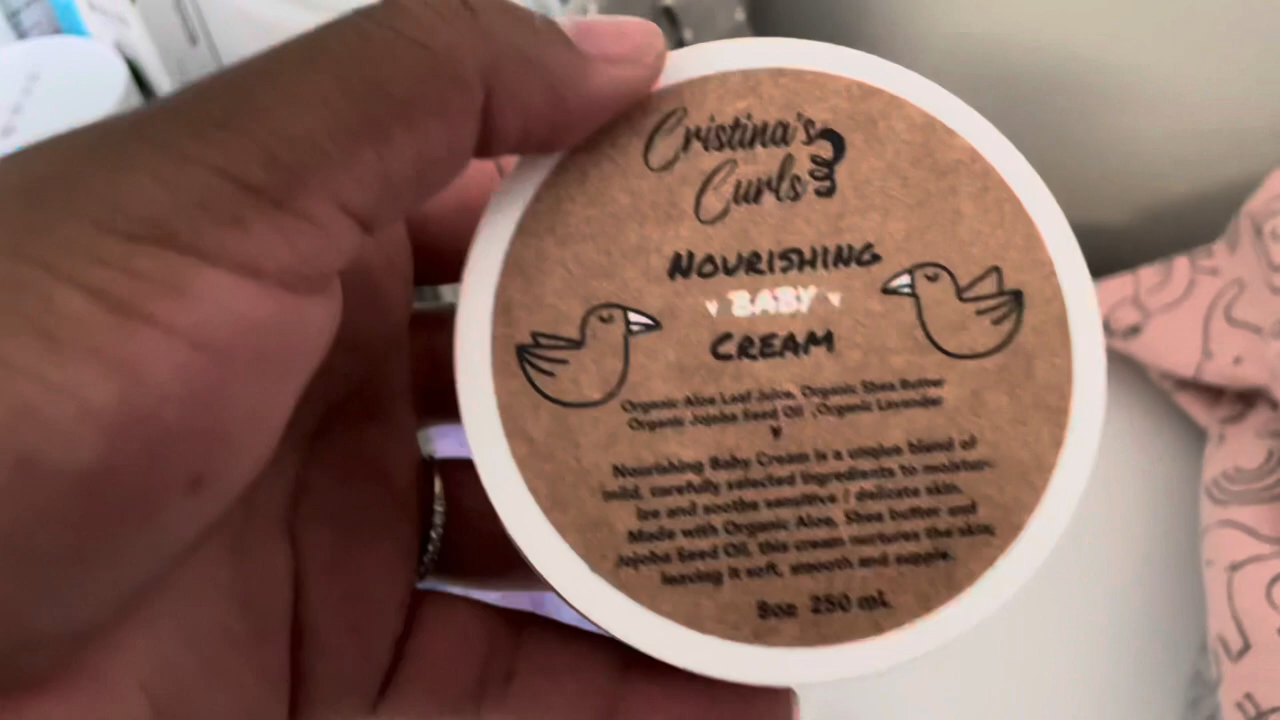 Cristina's
Curls
NOURISHING
BABY
CREAM
Organic Aloe Leaf Juice, Organic Shea Butter
Organic Jojoba Seed Oil , Organic Lavender
Nourishing Baby Cream is a unique blend of
mild, carefully selected ingredients to moistur-
ize and soothe sensitive / delicate skin.
Made with Organic Aloe, Shea butter and
Jojoba Seed Oil, this cream nurtures the skin,
leaving it soft, smooth and supple.
8oz 250 mL